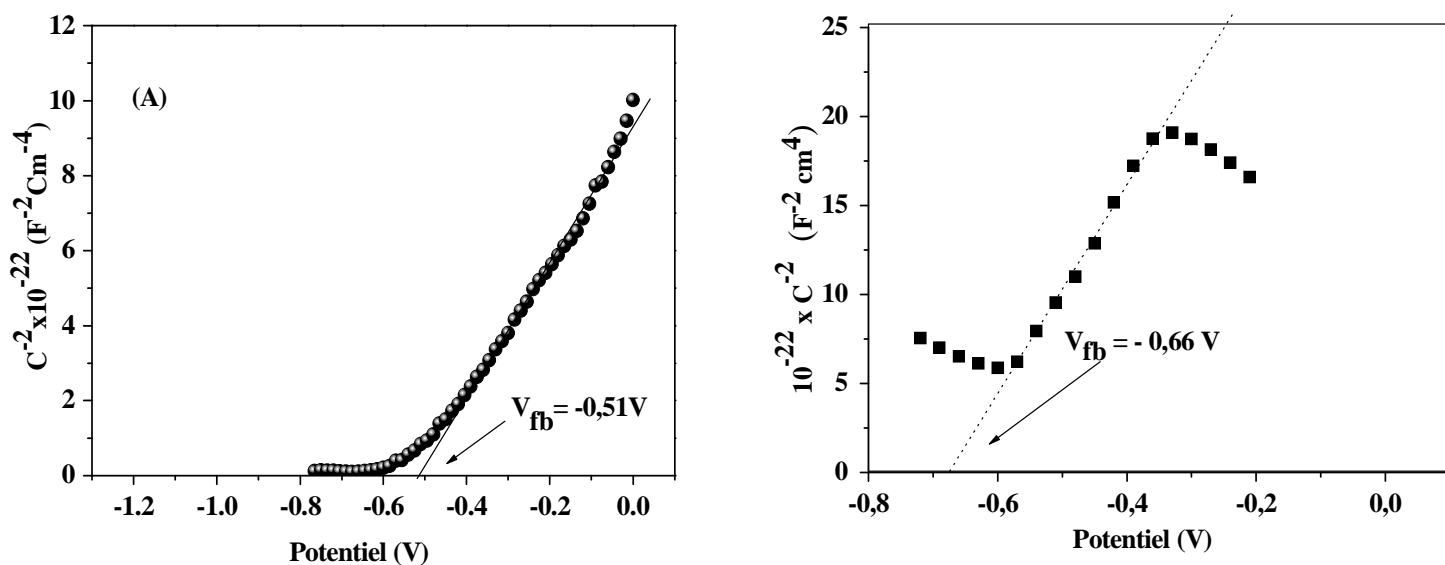 C⁻²x10⁻²² (F⁻²Cm⁻⁴)
12
10
8
6
4
2
0
(A)
V_fb = -0,51V
-1.2 -1.0 -0.8 -0.6 -0.4 -0.2 0.0
Potentiel (V)
10⁻²² x C⁻² (F⁻² cm⁴)
25
20
15
10
5
0
V_fb = - 0,66 V
-0,8 -0,6 -0,4 -0,2 0,0
Potentiel (V)